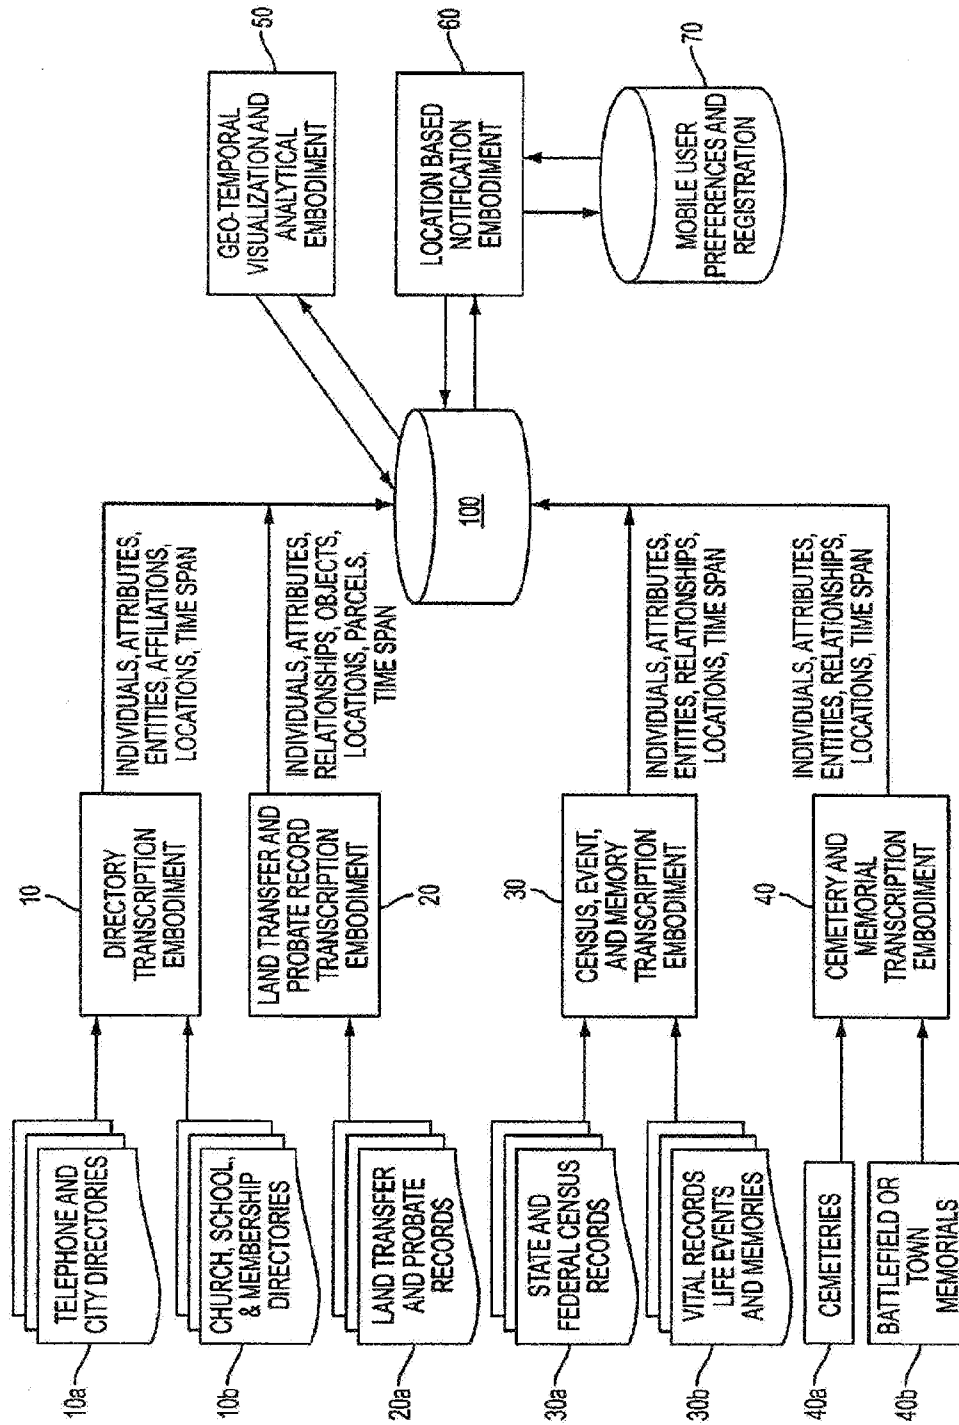 10a
TELEPHONE AND
CITY DIRECTORIES
10b
CHURCH, SCHOOL,
& MEMBERSHIP
DIRECTORIES
20a
LAND TRANSFER
AND PROBATE
RECORDS
30a
STATE AND
FEDERAL CENSUS
RECORDS
30b
VITAL RECORDS
LIFE EVENTS
AND MEMORIES
40a
CEMETERIES
40b
BATTLEFIELD OR
TOWN
MEMORIALS
10
DIRECTORY
TRANSCRIPTION
EMBODIMENT
LAND TRANSFER AND
PROBATE RECORD
TRANSCRIPTION
EMBODIMENT
20
30
CENSUS, EVENT,
AND MEMORY
TRANSCRIPTION
EMBODIMENT
40
CEMETERY AND
MEMORIAL
TRANSCRIPTION
EMBODIMENT
INDIVIDUALS, ATTRIBUTES,
ENTITIES, AFFILIATIONS,
LOCATIONS, TIME SPAN
INDIVIDUALS, ATTRIBUTES,
RELATIONSHIPS, OBJECTS,
LOCATIONS, PARCELS,
TIME SPAN
INDIVIDUALS, ATTRIBUTES,
ENTITIES, RELATIONSHIPS,
LOCATIONS, TIME SPAN
INDIVIDUALS, ATTRIBUTES,
ENTITIES, RELATIONSHIPS,
LOCATIONS, TIME SPAN
100
GEO-TEMPORAL
VISUALIZATION AND
ANALYTICAL
EMBODIMENT
50
LOCATION BASED
NOTIFICATION
EMBODIMENT
60
MOBILE USER
PREFERENCES AND
REGISTRATION
70